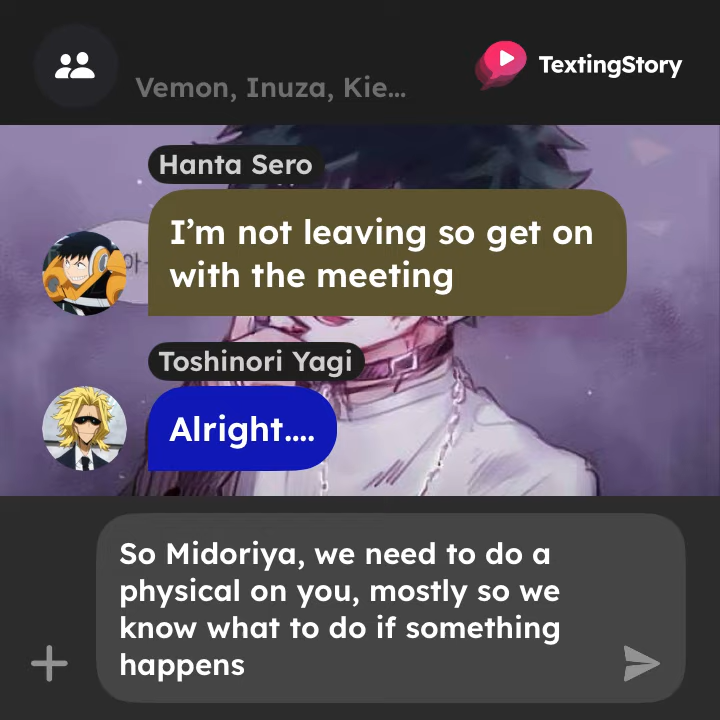 Vemon, Inuza, Kie...
TextingStory
Hanta Sero
I'm not leaving so get on
with the meeting
아-
Toshinori Yagi
Alright....
So Midoriya, we need to do a
physical on you, mostly so we
know what to do if something
happens